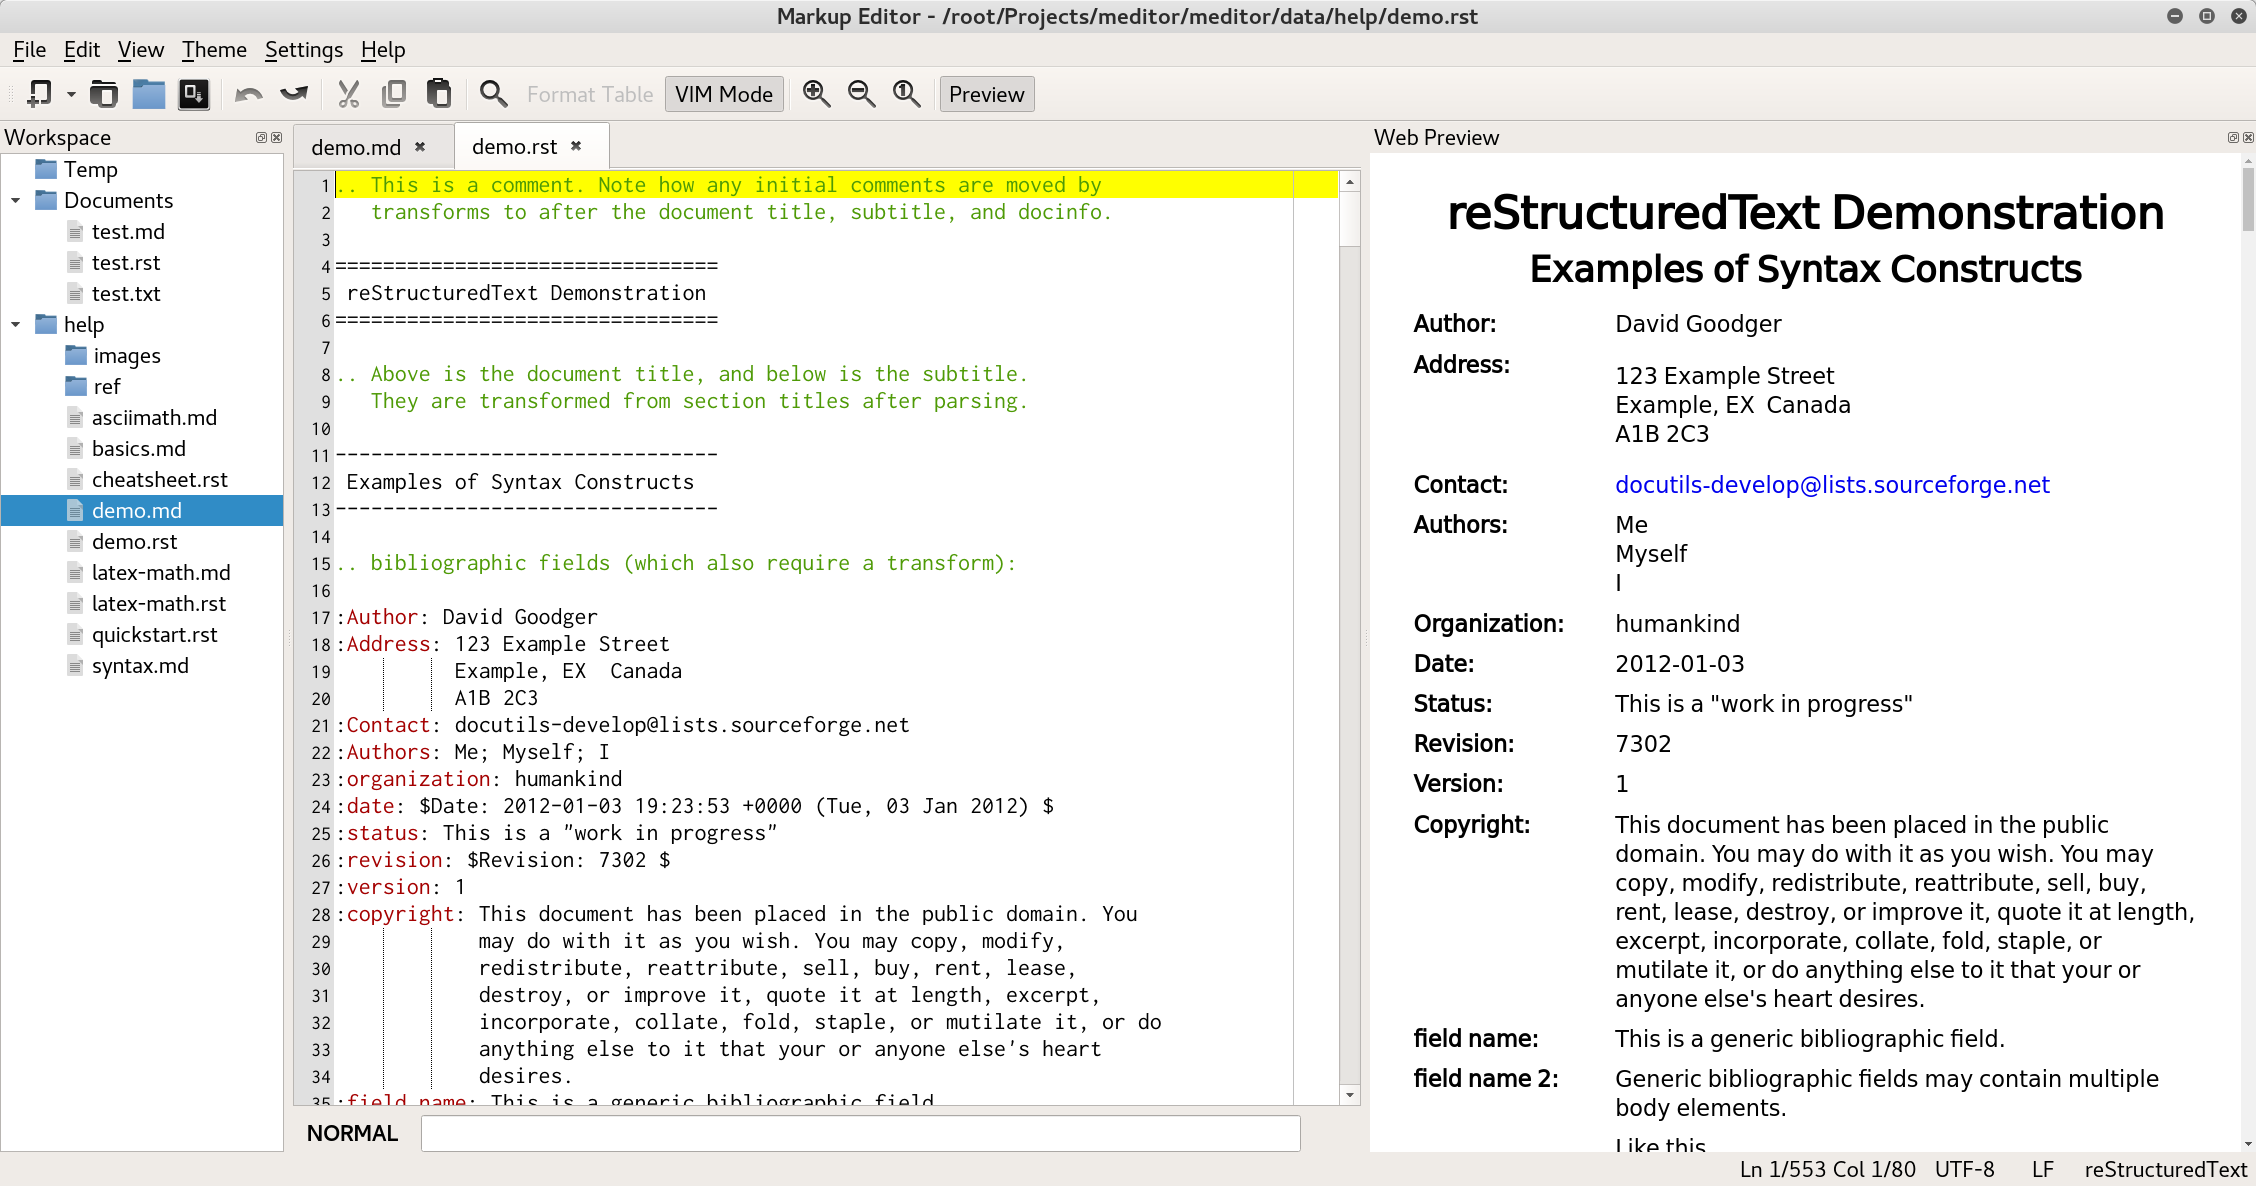 Markup Editor - /root/Projects/meditor/meditor/data/help/demo.rst
File Edit View Theme Settings Help
Format Table VIM Mode Preview
Workspace
Temp
Documents
test.md
test.rst
test.txt
help
images
ref
asciimath.md
basics.md
cheatsheet.rst
demo.md
demo.rst
latex-math.md
latex-math.rst
quickstart.rst
syntax.md
demo.md demo.rst
1 .. This is a comment. Note how any initial comments are moved by
2    transforms to after the document title, subtitle, and docinfo.
3
4 ================================
5  reStructuredText Demonstration
6 ================================
7
8 .. Above is the document title, and below is the subtitle.
9    They are transformed from section titles after parsing.
10
11 --------------------------------
12  Examples of Syntax Constructs
13 --------------------------------
14
15 .. bibliographic fields (which also require a transform):
16
17 :Author: David Goodger
18 :Address: 123 Example Street
19           Example, EX  Canada
20           A1B 2C3
21 :Contact: docutils-develop@lists.sourceforge.net
22 :Authors: Me; Myself; I
23 :organization: humankind
24 :date: $Date: 2012-01-03 19:23:53 +0000 (Tue, 03 Jan 2012) $
25 :status: This is a "work in progress"
26 :revision: $Revision: 7302 $
27 :version: 1
28 :copyright: This document has been placed in the public domain. You
29             may do with it as you wish. You may copy, modify,
30             redistribute, reattribute, sell, buy, rent, lease,
31             destroy, or improve it, quote it at length, excerpt,
32             incorporate, collate, fold, staple, or mutilate it, or do
33             anything else to it that your or anyone else's heart
34             desires.
35 :field name: This is a generic bibliographic field
NORMAL
Web Preview
reStructuredText Demonstration
Examples of Syntax Constructs
Author: David Goodger
Address: 123 Example Street
Example, EX  Canada
A1B 2C3
Contact: docutils-develop@lists.sourceforge.net
Authors: Me
Myself
I
Organization: humankind
Date: 2012-01-03
Status: This is a "work in progress"
Revision: 7302
Version: 1
Copyright: This document has been placed in the public
domain. You may do with it as you wish. You may
copy, modify, redistribute, reattribute, sell, buy,
rent, lease, destroy, or improve it, quote it at length,
excerpt, incorporate, collate, fold, staple, or
mutilate it, or do anything else to it that your or
anyone else's heart desires.
field name: This is a generic bibliographic field.
field name 2: Generic bibliographic fields may contain multiple
body elements.
Like this
Ln 1/553 Col 1/80 UTF-8 LF reStructuredText